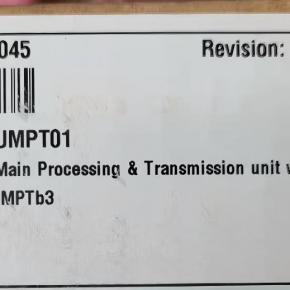 045 Revision:
UMPT01
Main Processing & Transmission unit
MPTb3